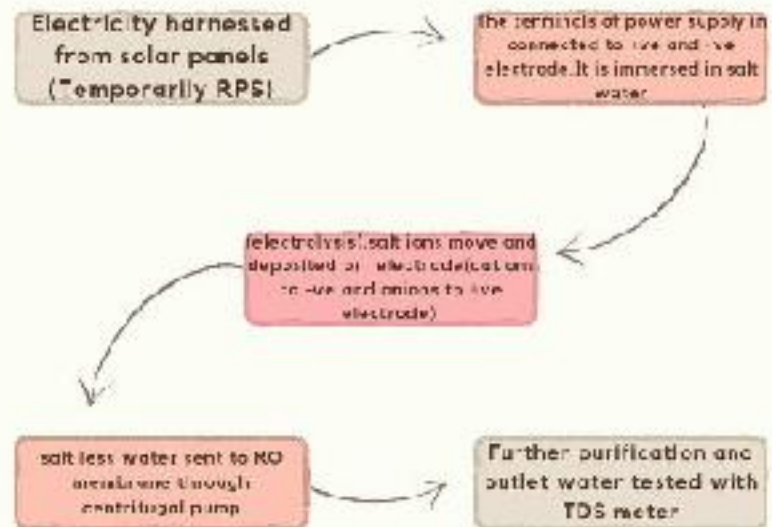 Electricity harnessed
from solar panels
(Temporarily RPS)
the terminals of power supply in
connected to +ve and -ve
electrode.It is immersed in salt
water
(electrolysis).salt ions move and
deposited on electrode(cations
to -ve and anions to +ve
electrode)
salt less water sent to RO
membrane through
centrifugal pump
Further purification and
outlet water tested with
TDS meter